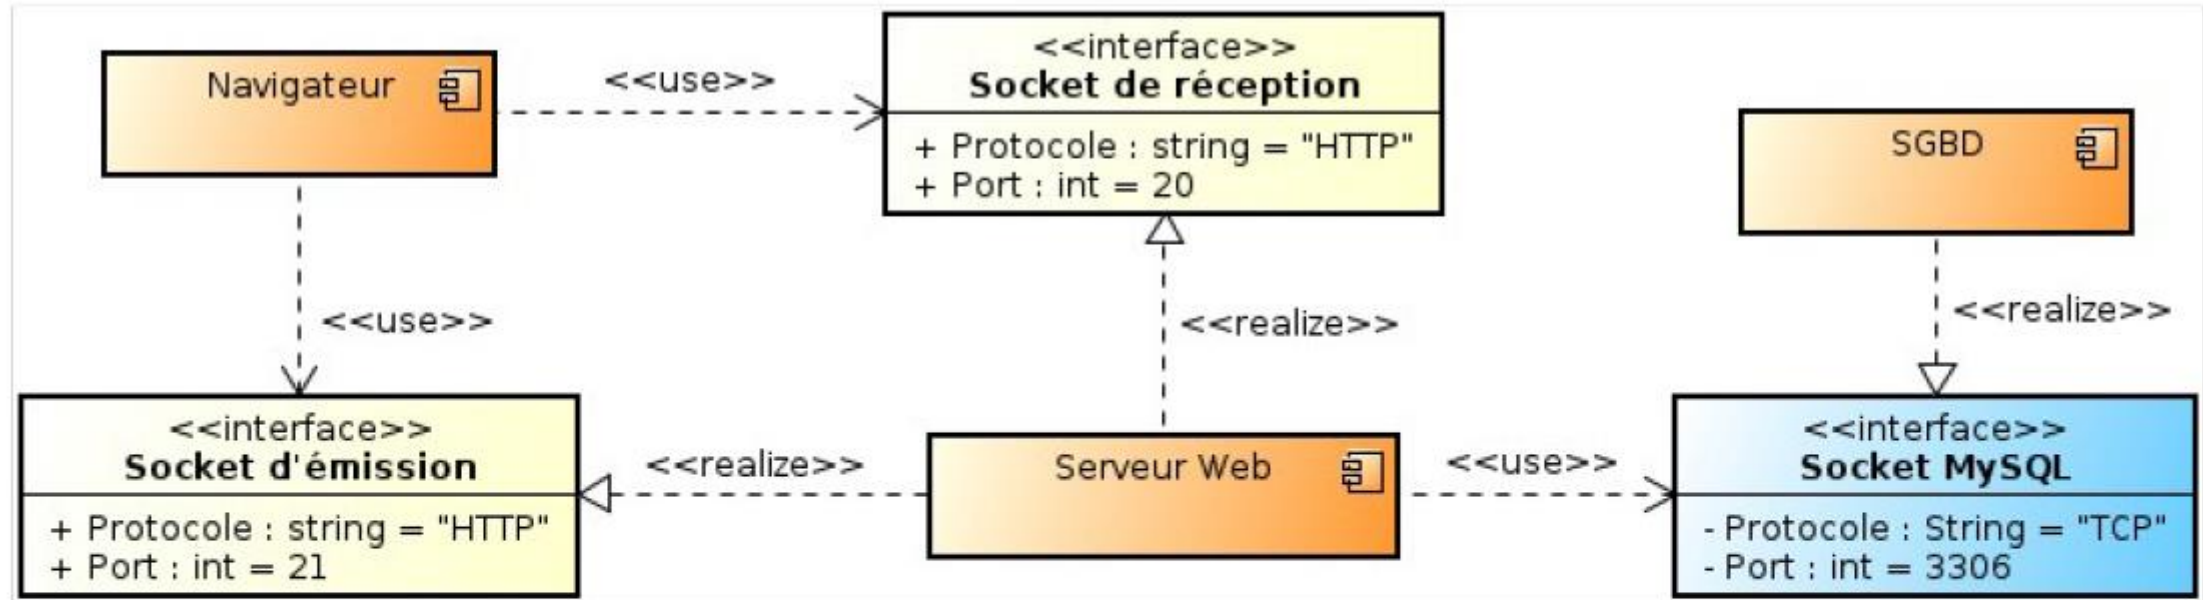 Navigateur
<<use>>
<<interface>>
Socket de réception
+ Protocole : string = "HTTP"
+ Port : int = 20
SGBD
<<use>>
<<realize>>
<<realize>>
<<interface>>
Socket d'émission
+ Protocole : string = "HTTP"
+ Port : int = 21
<<realize>>
Serveur Web
<<use>>
<<interface>>
Socket MySQL
- Protocole : String = "TCP"
- Port : int = 3306